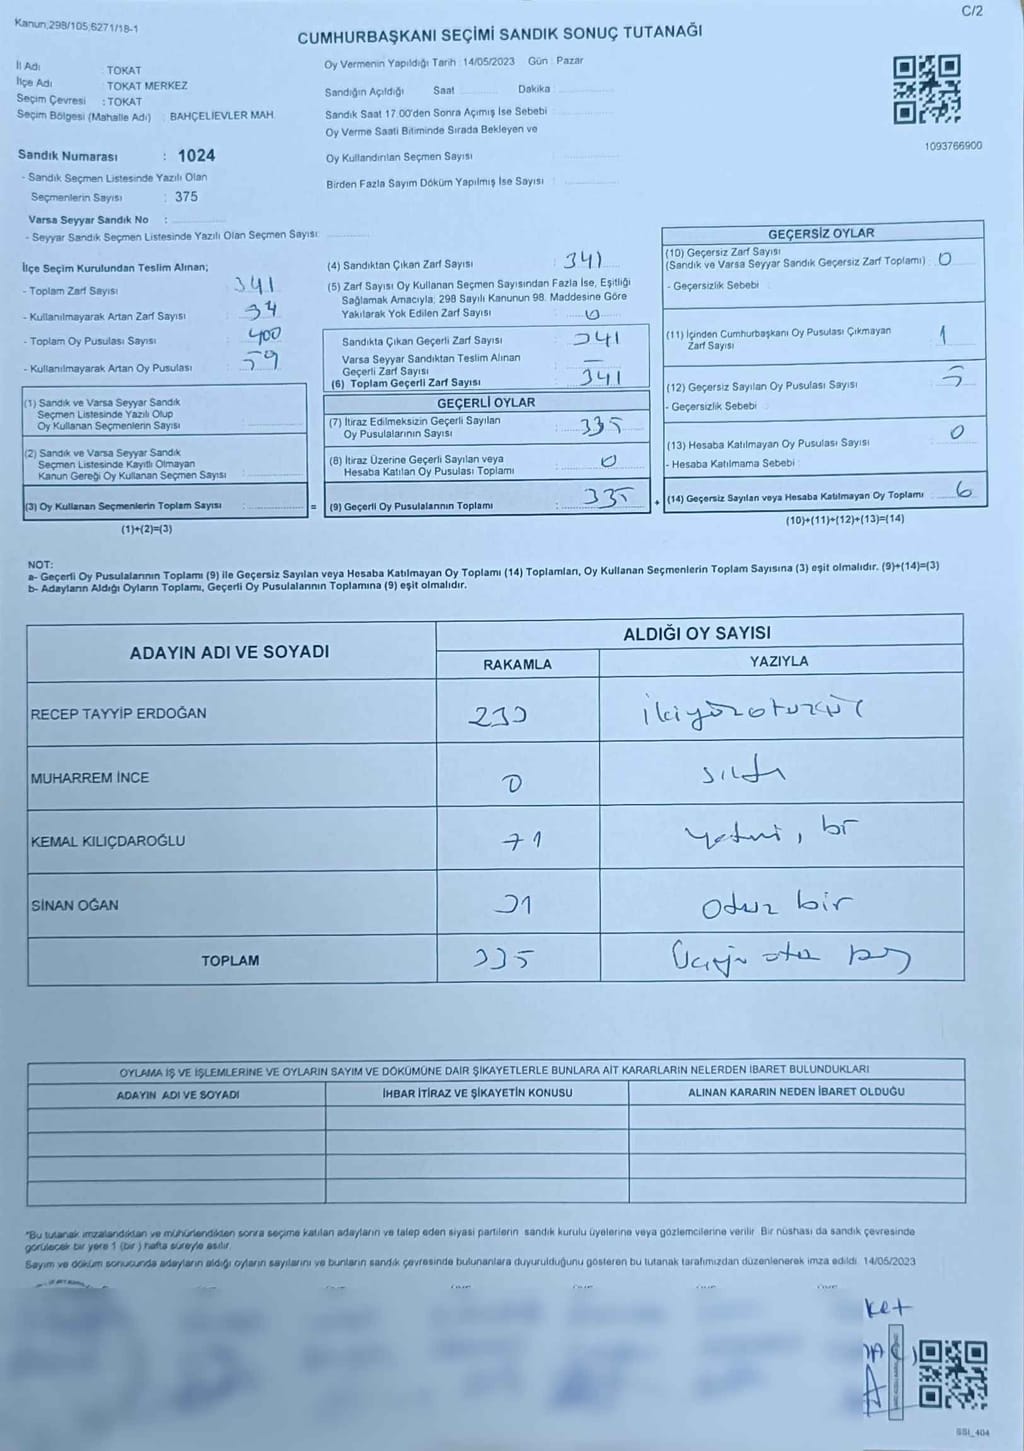 Kanun;298/105,6271/18-1
C/2
CUMHURBAŞKANI SEÇİMİ SANDIK SONUÇ TUTANAĞI
İl Adı : TOKAT
İlçe Adı : TOKAT MERKEZ
Seçim Çevresi : TOKAT
Seçim Bölgesi (Mahalle Adı) : BAHÇELİEVLER MAH.
Sandık Numarası : 1024
- Sandık Seçmen Listesinde Yazılı Olan
Seçmenlerin Sayısı : 375
Varsa Seyyar Sandık No :
- Seyyar Sandık Seçmen Listesinde Yazılı Olan Seçmen Sayısı:
Oy Vermenin Yapıldığı Tarih : 14/05/2023 Gün : Pazar
Sandığın Açıldığı Saat Dakika
Sandık Saat 17.00'den Sonra Açımış İse Sebebi
Oy Verme Saati Bitiminde Sırada Bekleyen ve
Oy Kullandırılan Seçmen Sayısı
Birden Fazla Sayım Döküm Yapılmış İse Sayısı
1093766900
İlçe Seçim Kurulundan Teslim Alınan;
- Toplam Zarf Sayısı : 341
- Kullanılmayarak Artan Zarf Sayısı : 34
- Toplam Oy Pusulası Sayısı : 400
- Kullanılmayarak Artan Oy Pusulası : 59
(1) Sandık ve Varsa Seyyar Sandık
Seçmen Listesinde Yazılı Olup
Oy Kullanan Seçmenlerin Sayısı :
(2) Sandık ve Varsa Seyyar Sandık
Seçmen Listesinde Kayıtlı Olmayan
Kanun Gereği Oy Kullanan Seçmen Sayısı :
(3) Oy Kullanan Seçmenlerin Toplam Sayısı :
(1)+(2)=(3)
=
(4) Sandıktan Çıkan Zarf Sayısı : 341
(5) Zarf Sayısı Oy Kullanan Seçmen Sayısından Fazla İse, Eşitliği
Sağlamak Amacıyla; 298 Sayılı Kanunun 98. Maddesine Göre
Yakılarak Yok Edilen Zarf Sayısı : 0
Sandıkta Çıkan Geçerli Zarf Sayısı : 341
Varsa Seyyar Sandıktan Teslim Alınan
Geçerli Zarf Sayısı : —
(6) Toplam Geçerli Zarf Sayısı : 341
GEÇERLİ OYLAR
(7) İtiraz Edilmeksizin Geçerli Sayılan
Oy Pusulalarının Sayısı : 335
(8) İtiraz Üzerine Geçerli Sayılan veya
Hesaba Katılan Oy Pusulası Toplamı : 0
(9) Geçerli Oy Pusulalarının Toplamı : 335
+
GEÇERSİZ OYLAR
(10) Geçersiz Zarf Sayısı
(Sandık ve Varsa Seyyar Sandık Geçersiz Zarf Toplamı) : 0
- Geçersizlik Sebebi :
(11) İçinden Cumhurbaşkanı Oy Pusulası Çıkmayan
Zarf Sayısı : 1
(12) Geçersiz Sayılan Oy Pusulası Sayısı : 5
- Geçersizlik Sebebi
(13) Hesaba Katılmayan Oy Pusulası Sayısı : 0
- Hesaba Katılmama Sebebi :
(14) Geçersiz Sayılan veya Hesaba Katılmayan Oy Toplamı : 6
(10)+(11)+(12)+(13)=(14)
NOT:
a- Geçerli Oy Pusulalarının Toplamı (9) ile Geçersiz Sayılan veya Hesaba Katılmayan Oy Toplamı (14) Toplamları, Oy Kullanan Seçmenlerin Toplam Sayısına (3) eşit olmalıdır. (9)+(14)=(3)
b- Adayların Aldığı Oyların Toplamı, Geçerli Oy Pusulalarının Toplamına (9) eşit olmalıdır.
ADAYIN ADI VE SOYADI
ALDIĞI OY SAYISI
RAKAMLA YAZIYLA
RECEP TAYYİP ERDOĞAN 233 ikiyüzotuzüç
MUHARREM İNCE 0 sıfır
KEMAL KILIÇDAROĞLU 71 yetmiş, bir
SİNAN OĞAN 31 otuz bir
TOPLAM 335 Üçyüz otuz beş
OYLAMA İŞ VE İŞLEMLERİNE VE OYLARIN SAYIM VE DÖKÜMÜNE DAİR ŞİKAYETLERLE BUNLARA AİT KARARLARIN NELERDEN İBARET BULUNDUKLARI
ADAYIN ADI VE SOYADI İHBAR İTİRAZ VE ŞİKAYETİN KONUSU ALINAN KARARIN NEDEN İBARET OLDUĞU
*Bu tutanak imzalandıktan ve mühürlendikten sonra seçime katılan adayların ve talep eden siyasi partilerin sandık kurulu üyelerine veya gözlemcilerine verilir. Bir nüshası da sandık çevresinde
görülecek bir yere 1 (bir ) hafta süreyle asılır.
Sayım ve döküm sonucunda adayların aldığı oyların sayılarını ve bunların sandık çevresinde bulunanlara duyurulduğunu gösteren bu tutanak tarafımızdan düzenlenerek imza edildi. 14/05/2023
ket
SSI_404